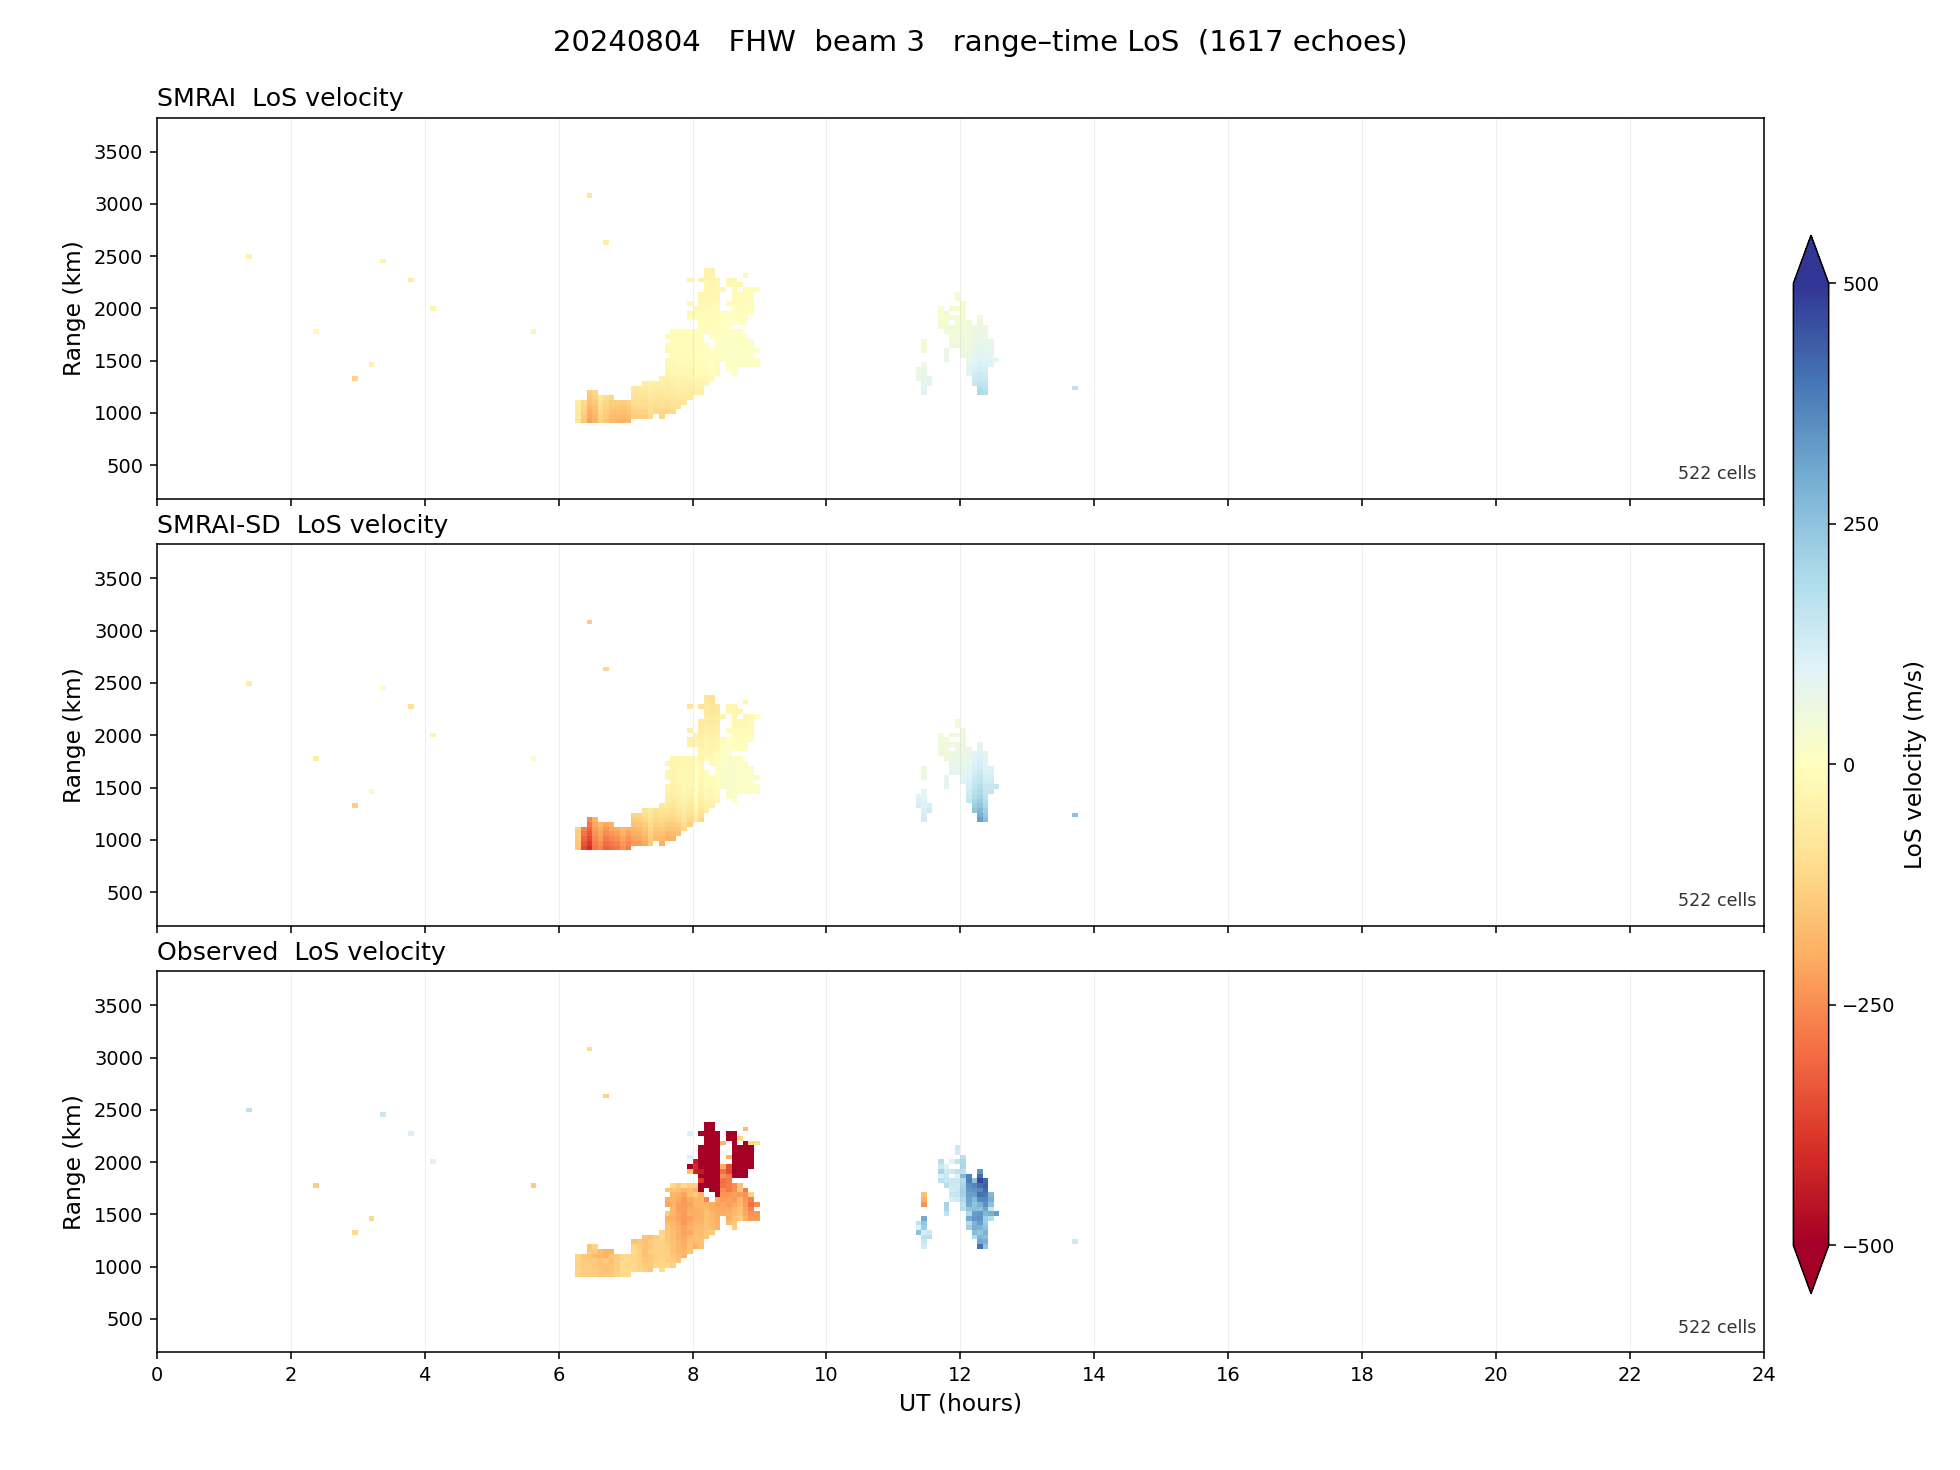 20240804   FHW  beam 3   range–time LoS  (1617 echoes)
SMRAI  LoS velocity
3500
3000
2500
2000
1500
1000
500
Range (km)
522 cells
SMRAI-SD  LoS velocity
3500
3000
2500
2000
1500
1000
500
Range (km)
522 cells
Observed  LoS velocity
3500
3000
2500
2000
1500
1000
500
Range (km)
522 cells
0 2 4 6 8 10 12 14 16 18 20 22 24
UT (hours)
500
250
0
−250
−500
LoS velocity (m/s)